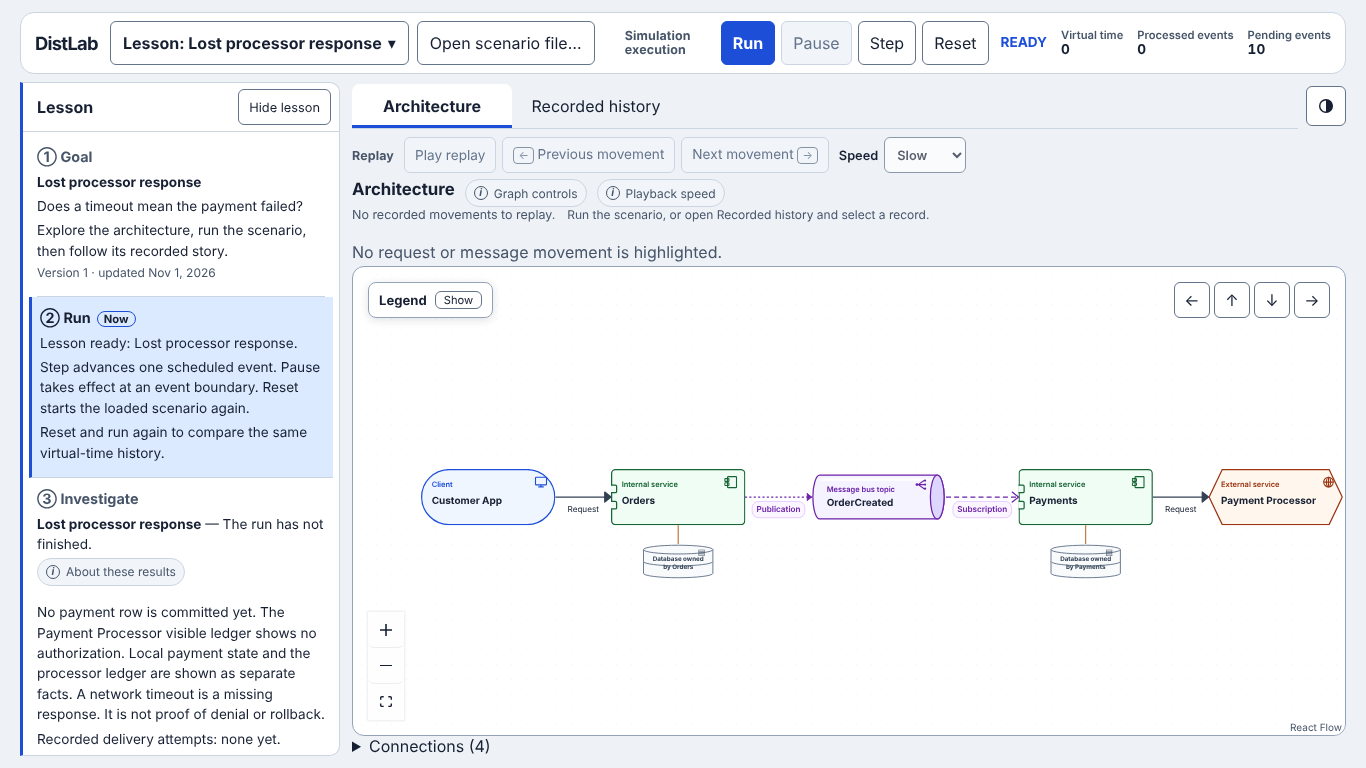 DistLab
Lesson: Lost processor response ▾
Open scenario file...
Simulation
execution
Run
Pause
Step
Reset
READY
Virtual time
0
Processed events
0
Pending events
10
Lesson
Hide lesson
1 Goal
Lost processor response
Does a timeout mean the payment failed?
Explore the architecture, run the scenario,
then follow its recorded story.
Version 1 · updated Nov 1, 2026
2 Run Now
Lesson ready: Lost processor response.
Step advances one scheduled event. Pause
takes effect at an event boundary. Reset
starts the loaded scenario again.
Reset and run again to compare the same
virtual-time history.
3 Investigate
Lost processor response — The run has not
finished.
i About these results
No payment row is committed yet. The
Payment Processor visible ledger shows no
authorization. Local payment state and the
processor ledger are shown as separate
facts. A network timeout is a missing
response. It is not proof of denial or rollback.
Recorded delivery attempts: none yet.
Architecture
Recorded history
Replay
Play replay
← Previous movement
Next movement →
Speed
Slow
Architecture
i Graph controls
i Playback speed
No recorded movements to replay. Run the scenario, or open Recorded history and select a record.
No request or message movement is highlighted.
Legend
Show
← ↑ ↓ →
Client
Customer App
Request
Internal service
Orders
Publication
Message bus topic
OrderCreated
Subscription
Internal service
Payments
Request
External service
Payment Processor
Database owned
by Orders
Database owned
by Payments
React Flow
▶ Connections (4)